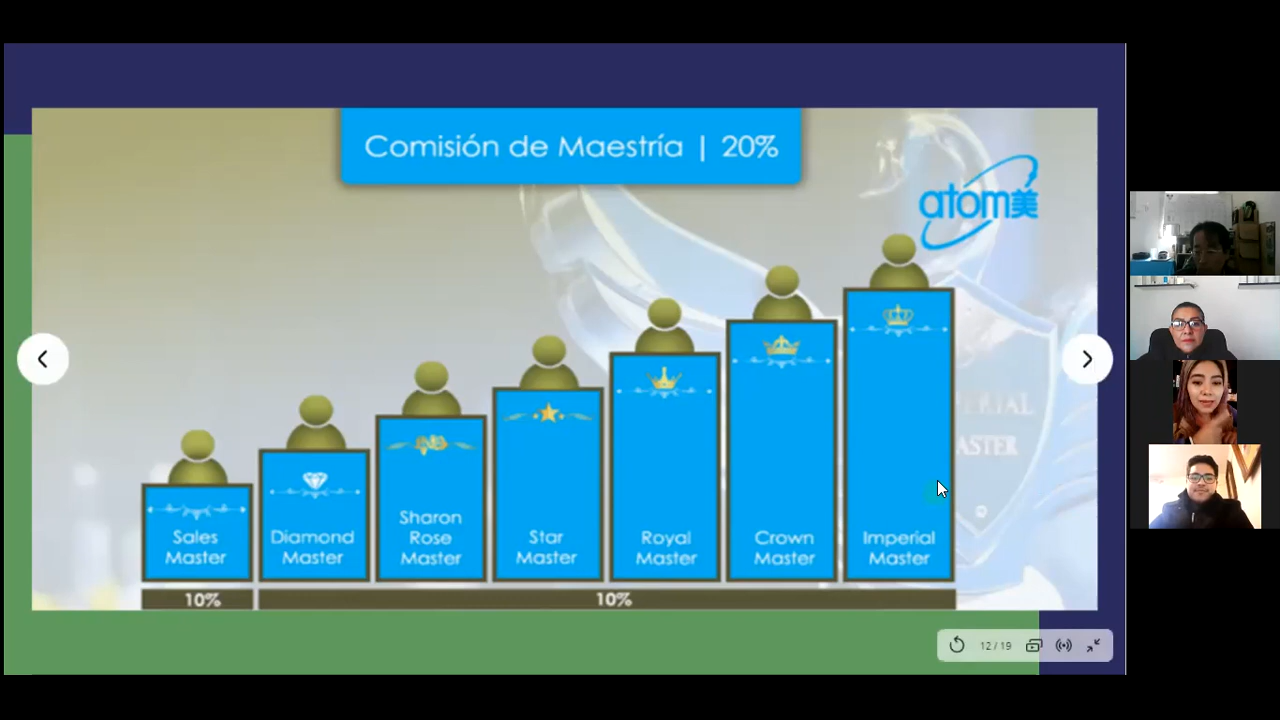 Comisión de Maestría | 20%
atom美
Sales
Master
Diamond
Master
Sharon
Rose
Master
Star
Master
Royal
Master
Crown
Master
Imperial
Master
10%
10%
12 / 19